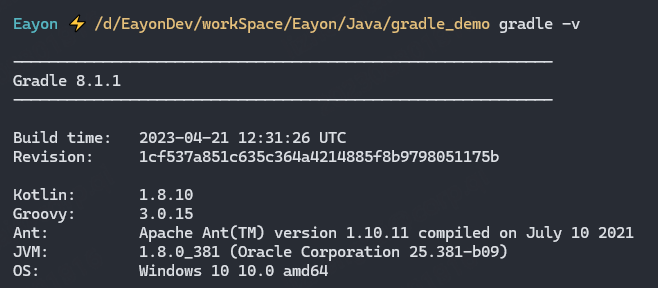 Eayon ⚡ /d/EayonDev/workSpace/Eayon/Java/gradle_demo gradle -v
------------------------------------------------------------
Gradle 8.1.1
------------------------------------------------------------
Build time:   2023-04-21 12:31:26 UTC
Revision:     1cf537a851c635c364a4214885f8b9798051175b
Kotlin:       1.8.10
Groovy:       3.0.15
Ant:          Apache Ant(TM) version 1.10.11 compiled on July 10 2021
JVM:          1.8.0_381 (Oracle Corporation 25.381-b09)
OS:           Windows 10 10.0 amd64